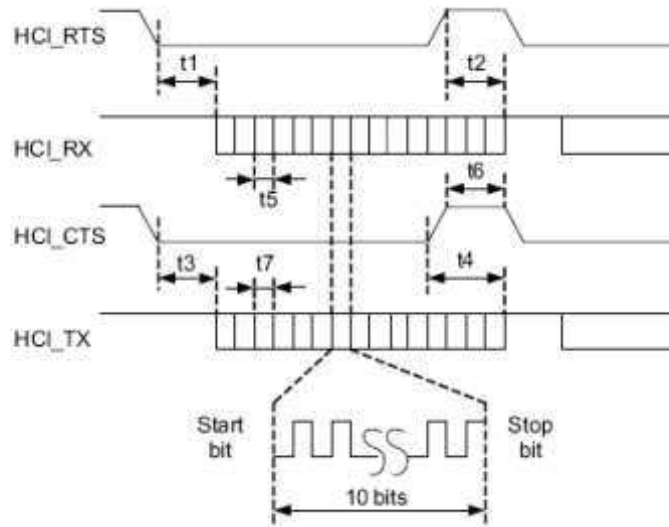 HCI_RTS
t1
t2
HCI_RX
t5
t6
HCI_CTS
t3
t7
t4
HCI_TX
Start
bit
Stop
bit
10 bits